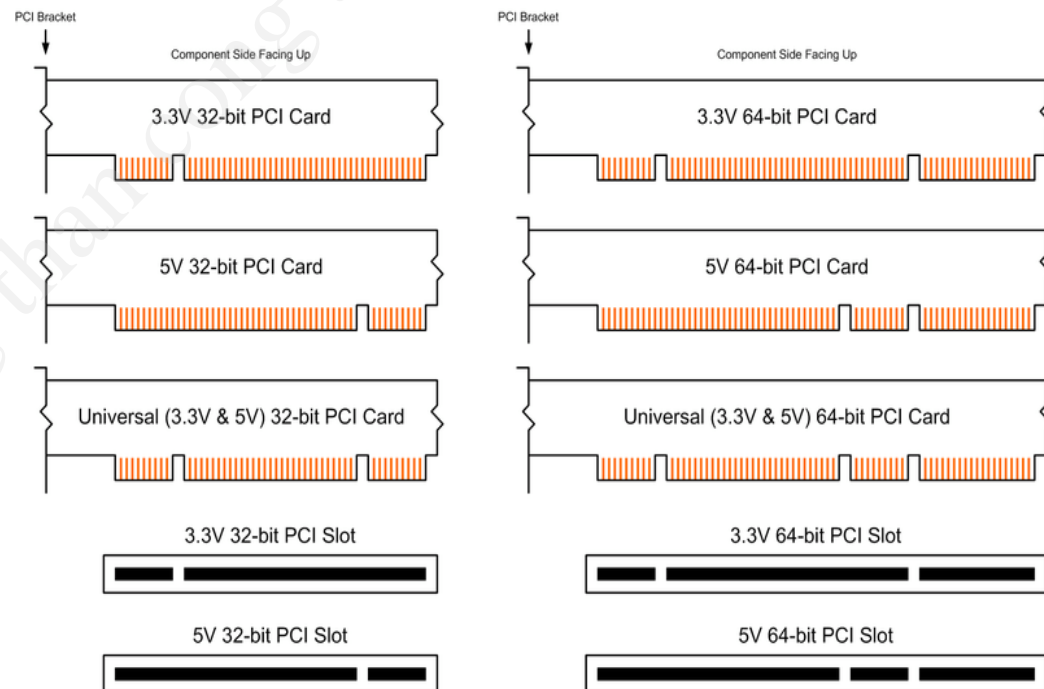 PCI Bracket
Component Side Facing Up
3.3V 32-bit PCI Card
5V 32-bit PCI Card
Universal (3.3V & 5V) 32-bit PCI Card
3.3V 32-bit PCI Slot
5V 32-bit PCI Slot
PCI Bracket
Component Side Facing Up
3.3V 64-bit PCI Card
5V 64-bit PCI Card
Universal (3.3V & 5V) 64-bit PCI Card
3.3V 64-bit PCI Slot
5V 64-bit PCI Slot
than cong